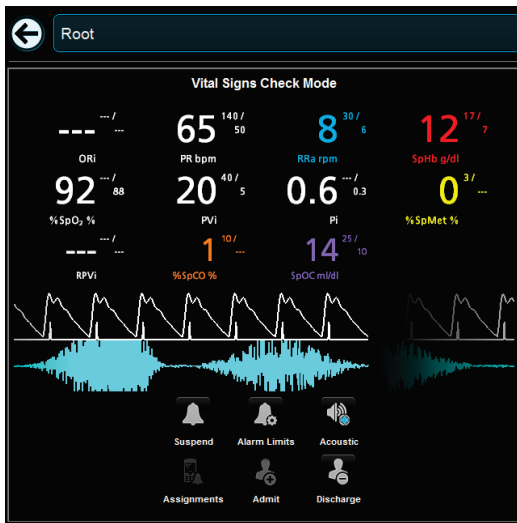 Root
Vital Signs Check Mode
--- ---/ --- 65 140/ 50 8 30/ 6 12 17/ 7
ORi PR bpm RRa rpm SpHb g/dl
92 ---/ 88 20 40/ 5 0.6 ---/ 0.3 0 3/ ---
%SpO₂ % PVi Pi %SpMet %
--- ---/ --- 1 10/ --- 14 25/ 10
RPVi %SpCO % SpOC ml/dl
Suspend Alarm Limits Acoustic
Assignments Admit Discharge